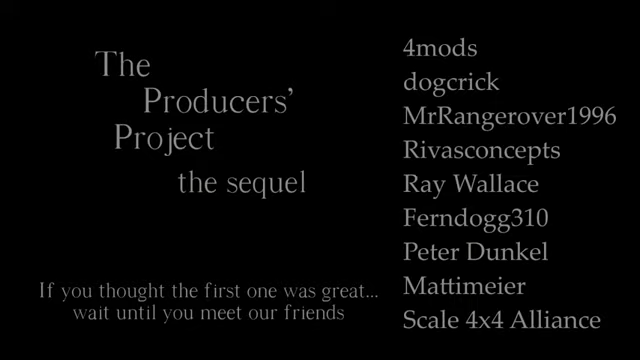 The
Producers'
Project
the sequel
If you thought the first one was great...
wait until you meet our friends
4mods
dogcrick
MrRangerover1996
Rivasconcepts
Ray Wallace
Ferndogg310
Peter Dunkel
Mattimeier
Scale 4x4 Alliance